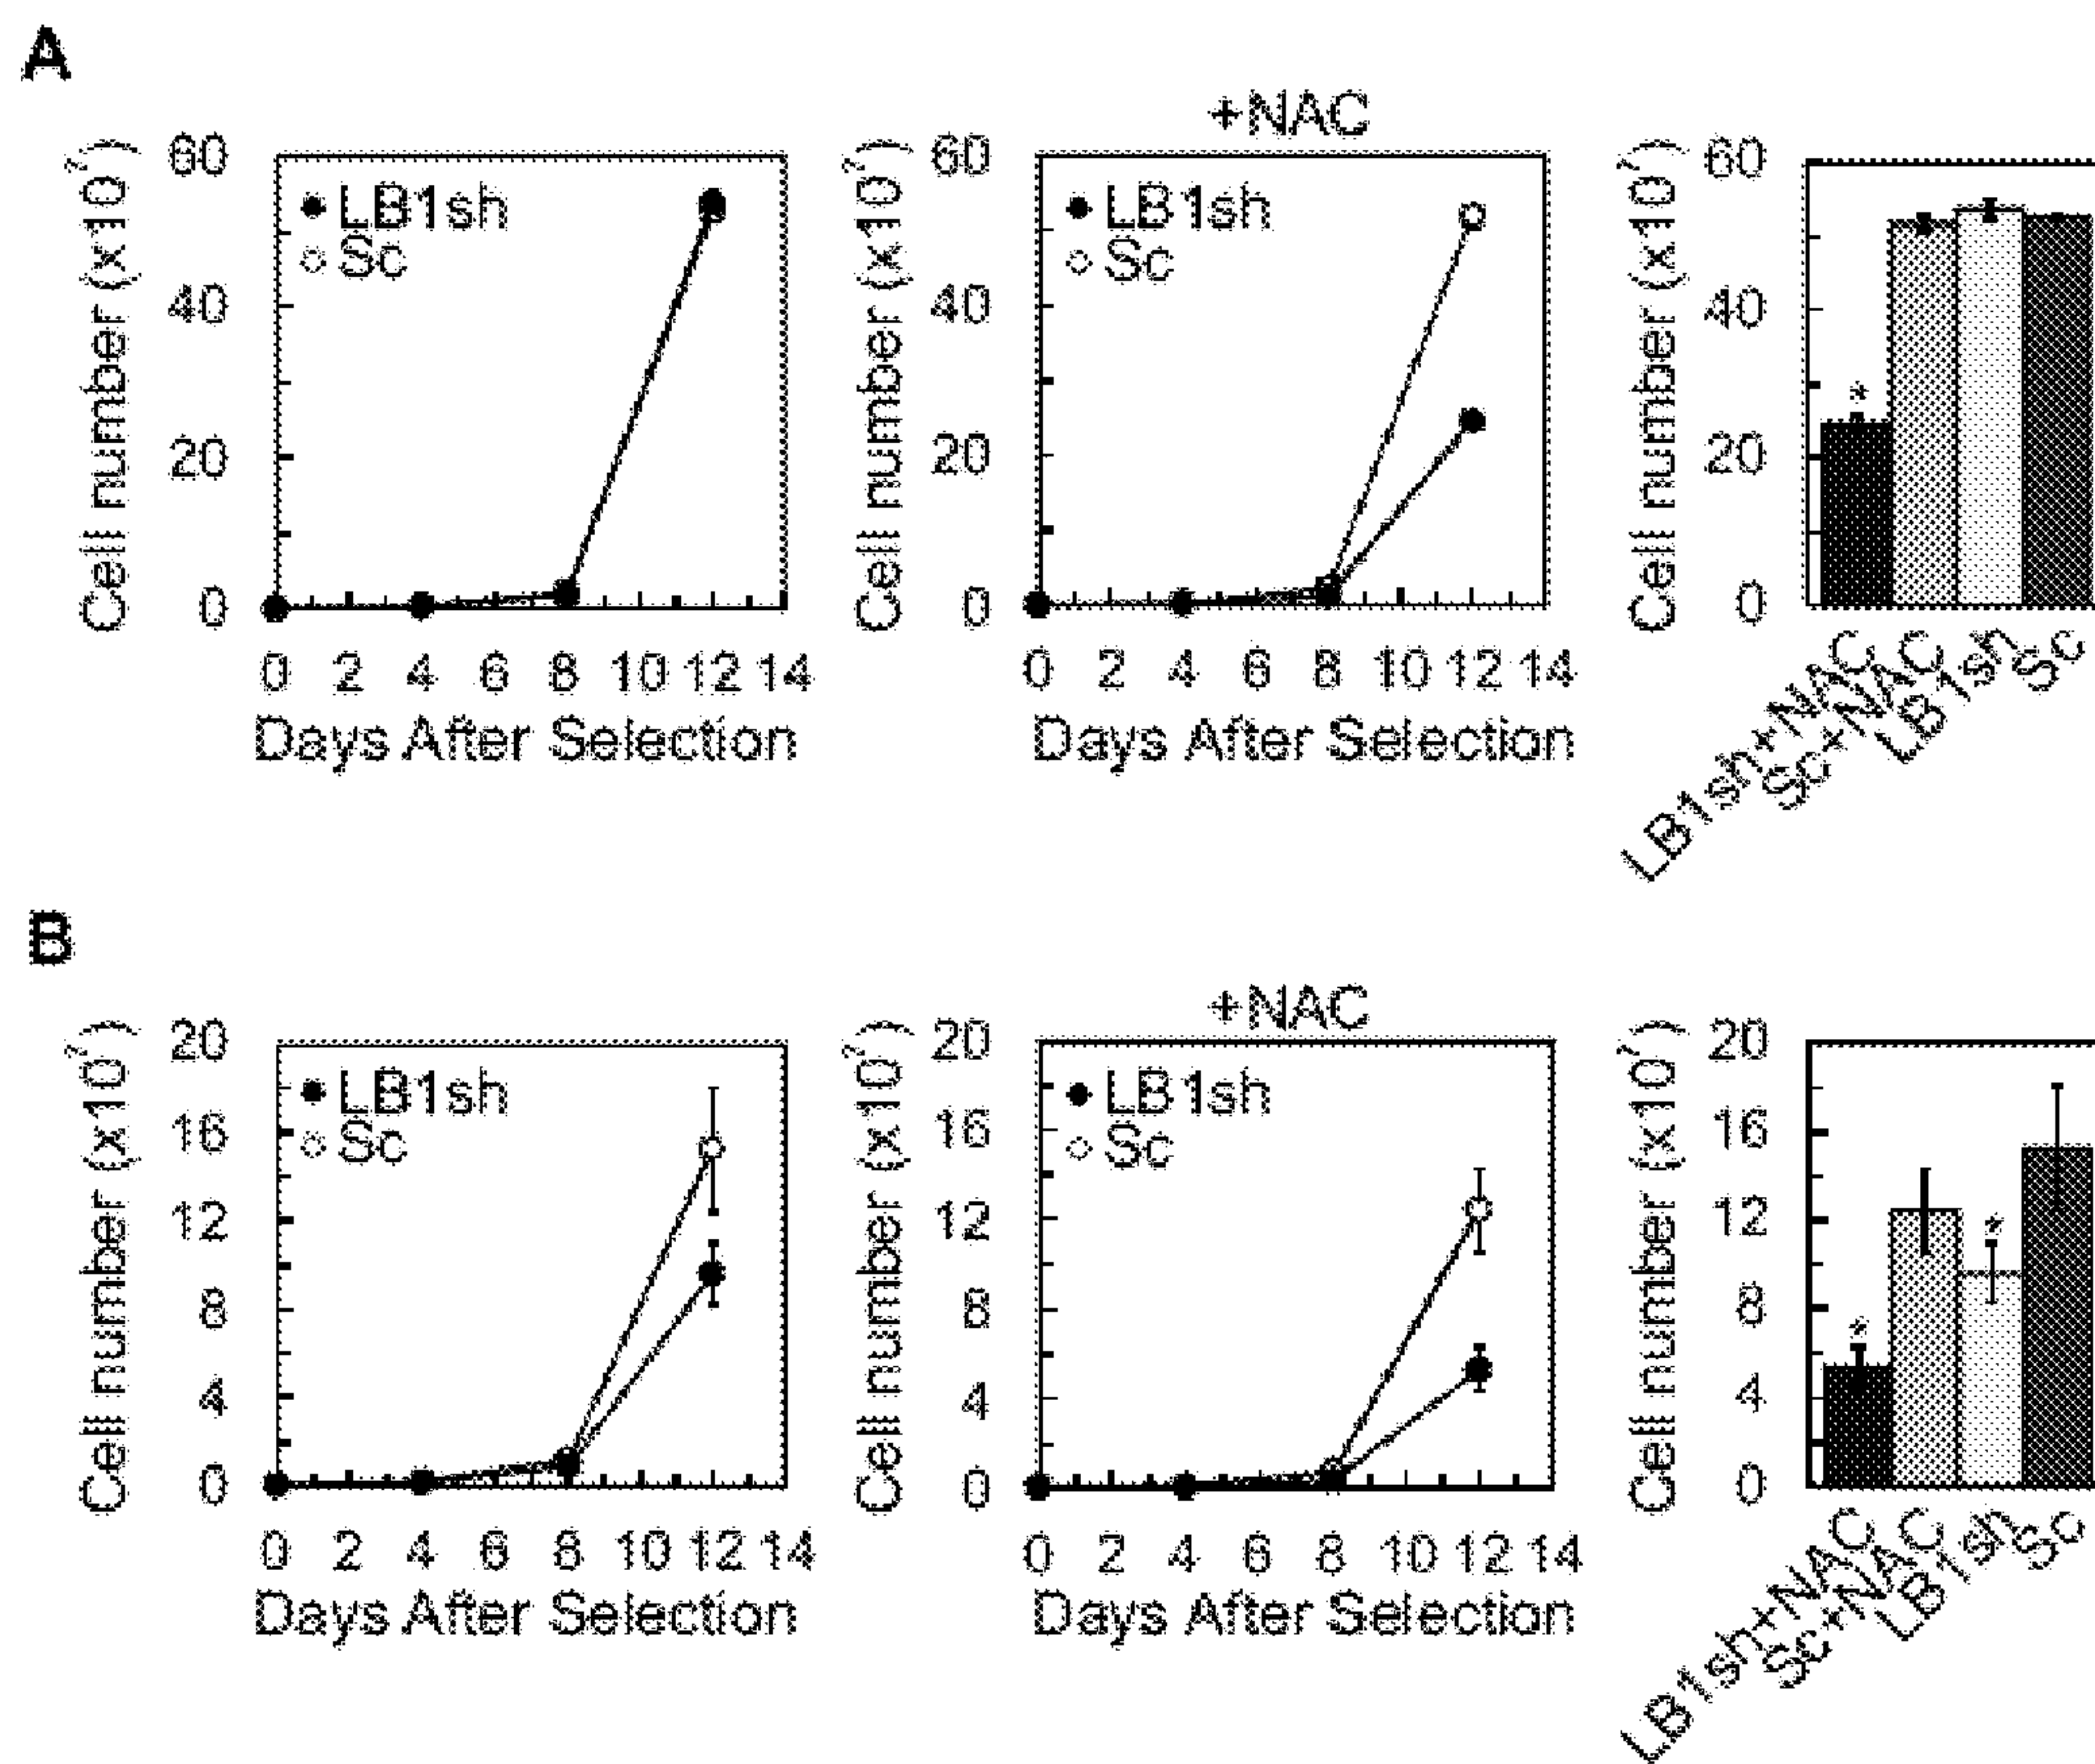 A
Cell number (x10⁷)
60
40
20
0
LB1sh
Sc
0 2 4 6 8 10 12 14
Days After Selection
+NAC
Cell number (x10⁷)
60
40
20
0
LB1sh
Sc
0 2 4 6 8 10 12 14
Days After Selection
Cell number (x10⁷)
60
40
20
0
*
LB1sh+NAC
Sc+NAC
LB1sh
Sc
B
Cell number (x10⁷)
20
16
12
8
4
0
LB1sh
Sc
0 2 4 6 8 10 12 14
Days After Selection
+NAC
Cell number (x10⁷)
20
16
12
8
4
0
LB1sh
Sc
0 2 4 6 8 10 12 14
Days After Selection
Cell number (x10⁷)
20
16
12
8
4
0
*
*
LB1sh+NAC
Sc+NAC
LB1sh
Sc